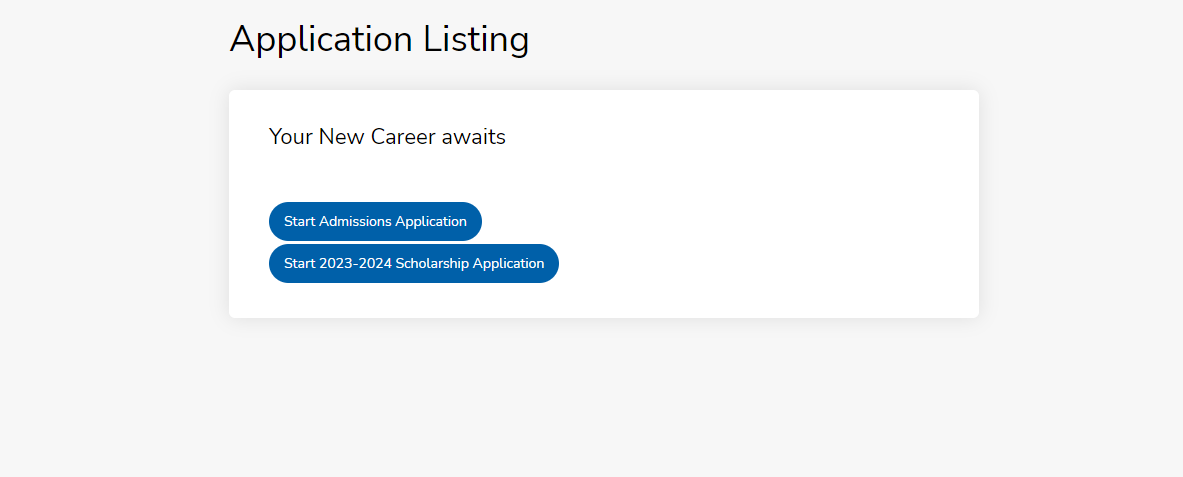 Application Listing
Your New Career awaits
Start Admissions Application
Start 2023-2024 Scholarship Application